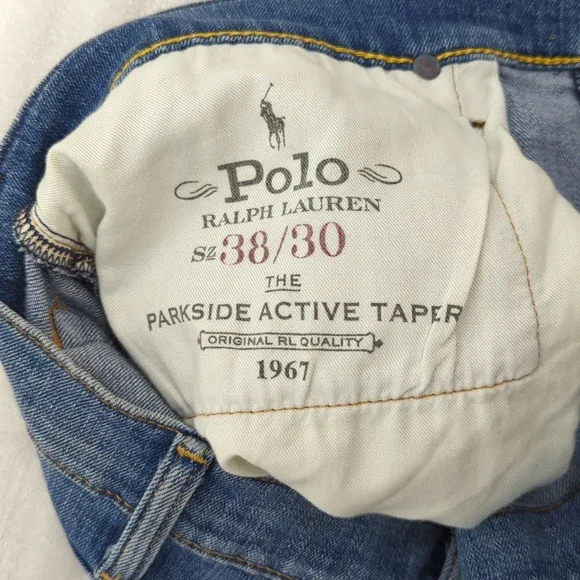 Polo
RALPH LAUREN
SZ 38/30
THE
PARKSIDE ACTIVE TAPER
ORIGINAL RL QUALITY
1967